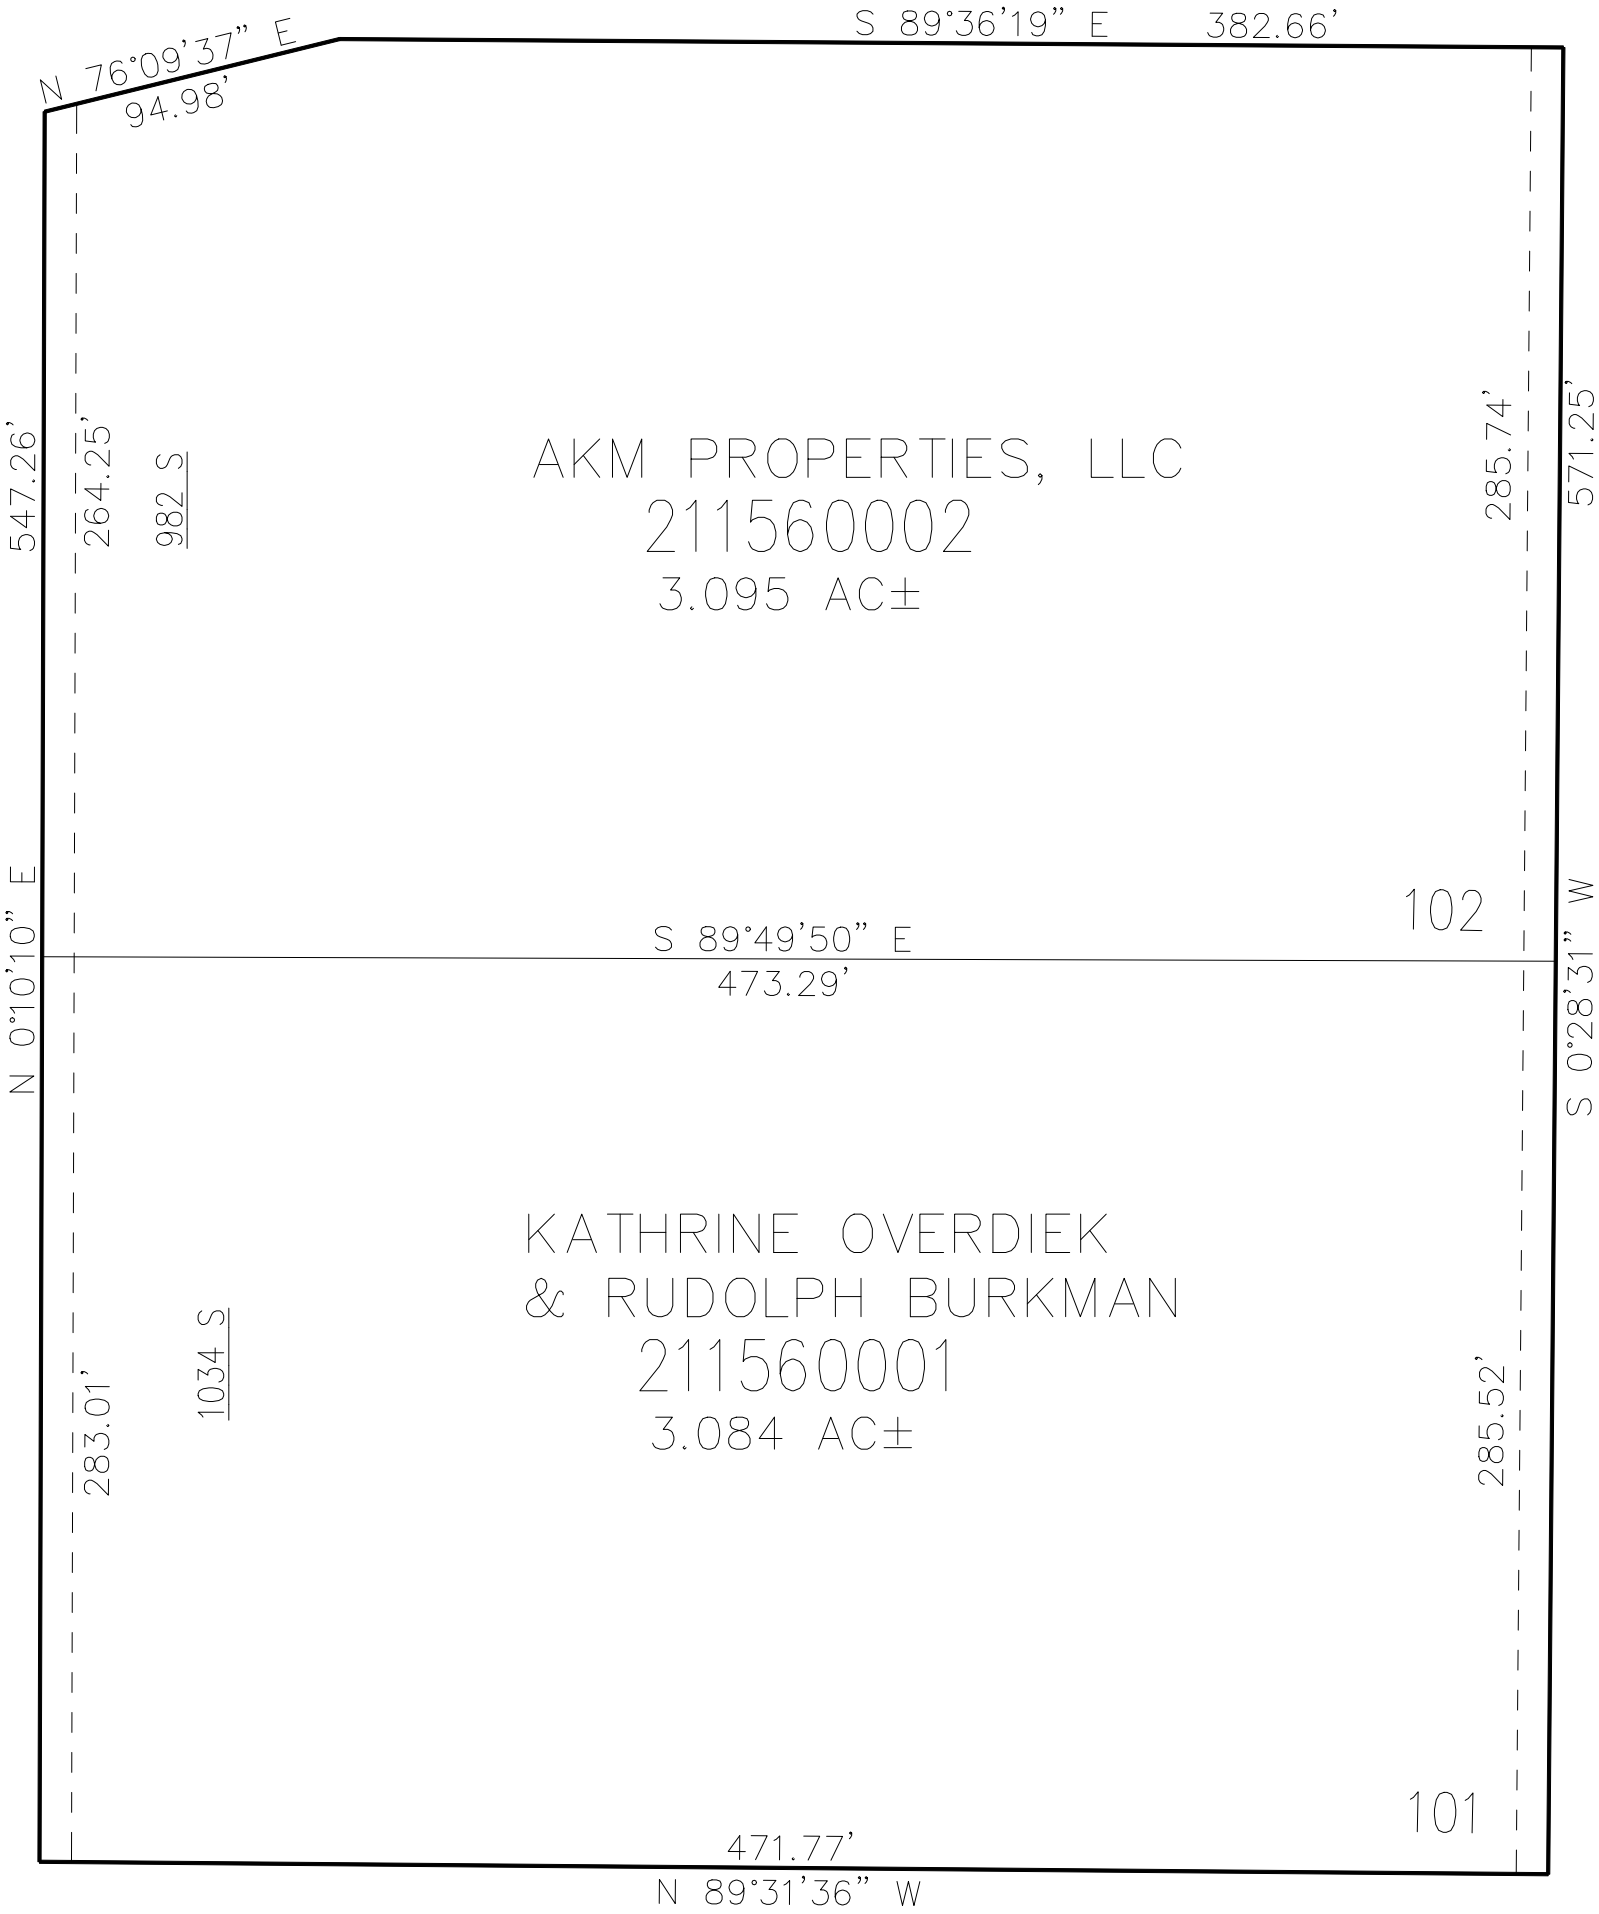 S 89°36'19" E 382.66'
N 76°09'37" E
94.98'
547.26'
264.25'
982 S
AKM PROPERTIES, LLC
211560002
3.095 AC±
285.74'
571.25'
102
N 0°10'10" E
S 89°49'50" E
473.29'
S 0°28'31" W
KATHRINE OVERDIEK
& RUDOLPH BURKMAN
211560001
3.084 AC±
1034 S
283.01'
285.52'
101
471.77'
N 89°31'36" W